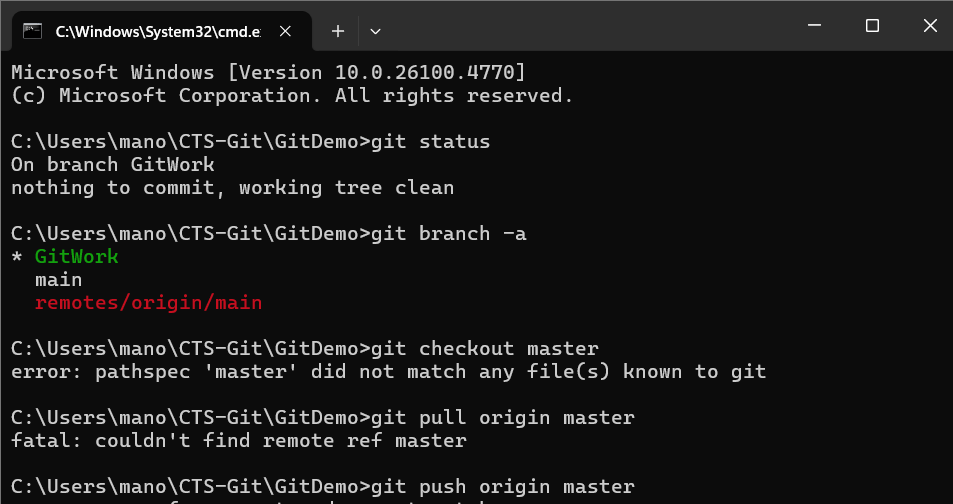 C:\Windows\System32\cmd.e
Microsoft Windows [Version 10.0.26100.4770]
(c) Microsoft Corporation. All rights reserved.
C:\Users\mano\CTS-Git\GitDemo>git status
On branch GitWork
nothing to commit, working tree clean
C:\Users\mano\CTS-Git\GitDemo>git branch -a
* GitWork
main
remotes/origin/main
C:\Users\mano\CTS-Git\GitDemo>git checkout master
error: pathspec 'master' did not match any file(s) known to git
C:\Users\mano\CTS-Git\GitDemo>git pull origin master
fatal: couldn't find remote ref master
C:\Users\mano\CTS-Git\GitDemo>git push origin master